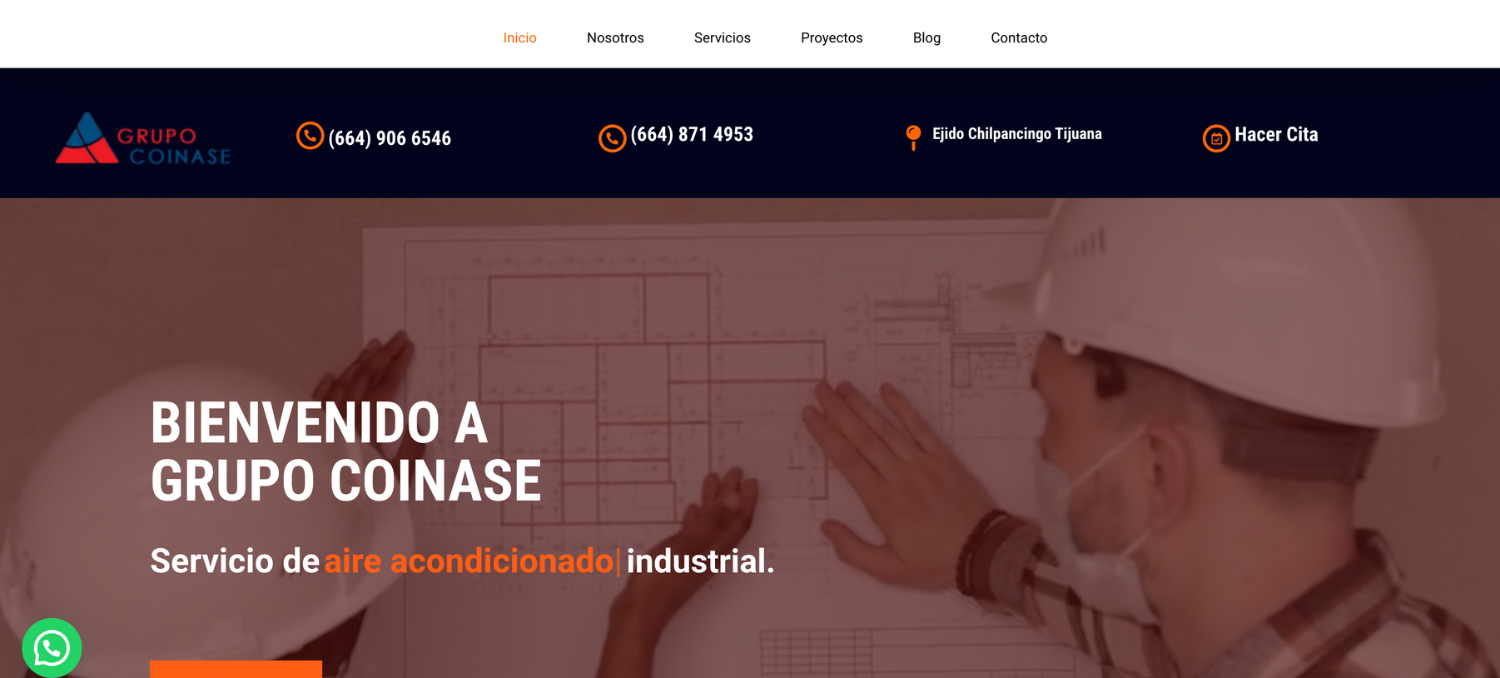 Inicio Nosotros Servicios Proyectos Blog Contacto
GRUPO
COINASE
(664) 906 6546
(664) 871 4953
Ejido Chilpancingo Tijuana
Hacer Cita
BIENVENIDO A
GRUPO COINASE
Servicio de aire acondicionado| industrial.